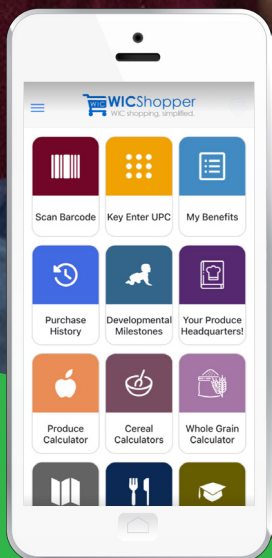 WIC WICShopper
WIC shopping, simplified.
Scan Barcode
Key Enter UPC
My Benefits
Purchase
History
Developmental
Milestones
Your Produce
Headquarters!
Produce
Calculator
Cereal
Calculators
Whole Grain
Calculator